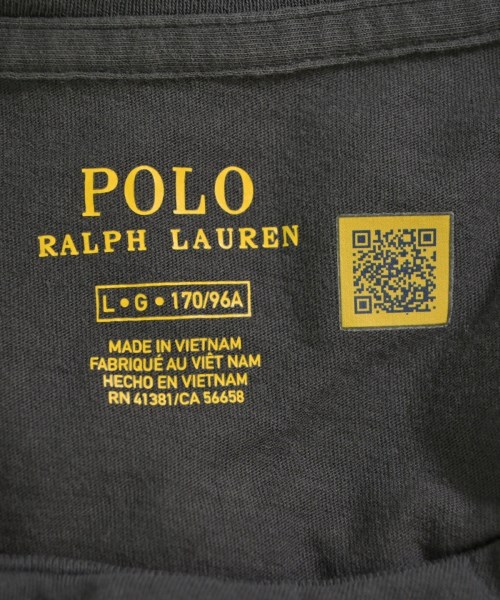 POLO
RALPH LAUREN
L • G • 170/96A
MADE IN VIETNAM
FABRIQUÉ AU VIÊT NAM
HECHO EN VIETNAM
RN 41381/CA 56658